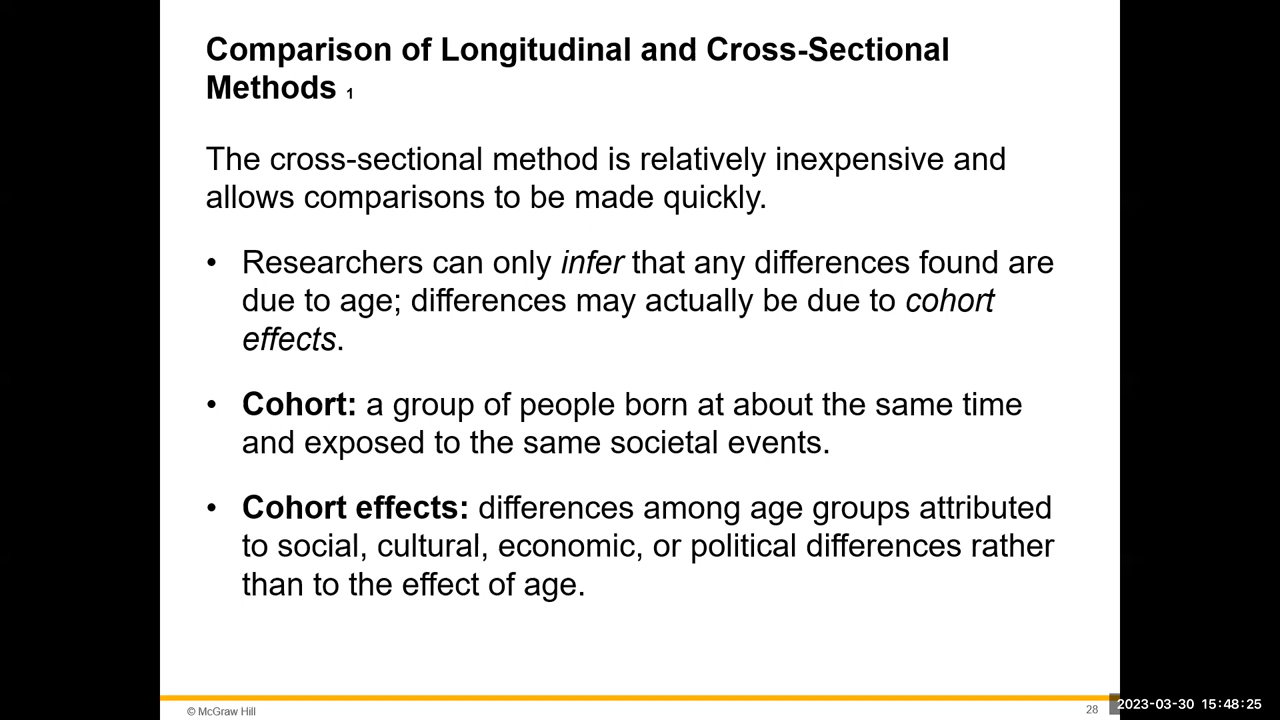 Comparison of Longitudinal and Cross-Sectional
Methods 1
The cross-sectional method is relatively inexpensive and
allows comparisons to be made quickly.
• Researchers can only infer that any differences found are
due to age; differences may actually be due to cohort
effects.
• Cohort: a group of people born at about the same time
and exposed to the same societal events.
• Cohort effects: differences among age groups attributed
to social, cultural, economic, or political differences rather
than to the effect of age.
© McGraw Hill
28
2023-03-30 15:48:25